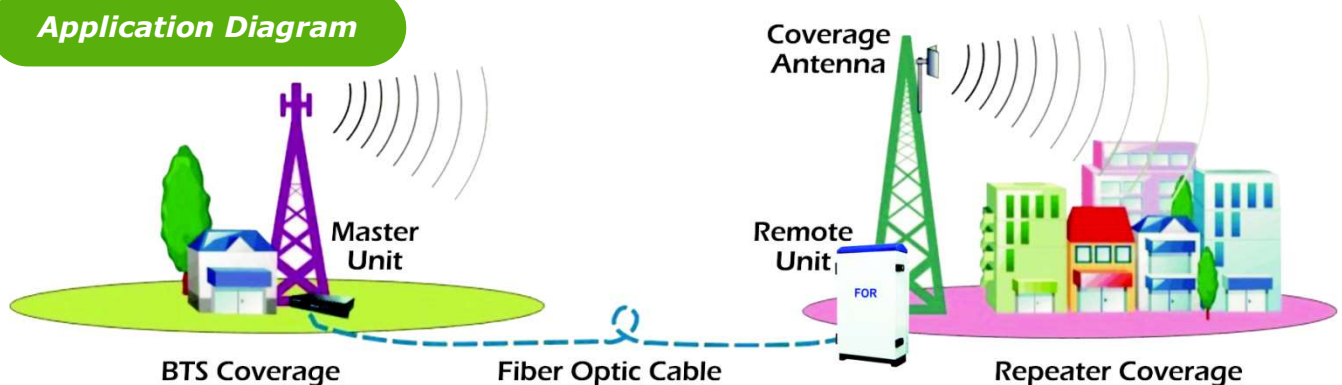 Application Diagram
Coverage
Antenna
Master
Unit
Remote
Unit
FOR
BTS Coverage
Fiber Optic Cable
Repeater Coverage